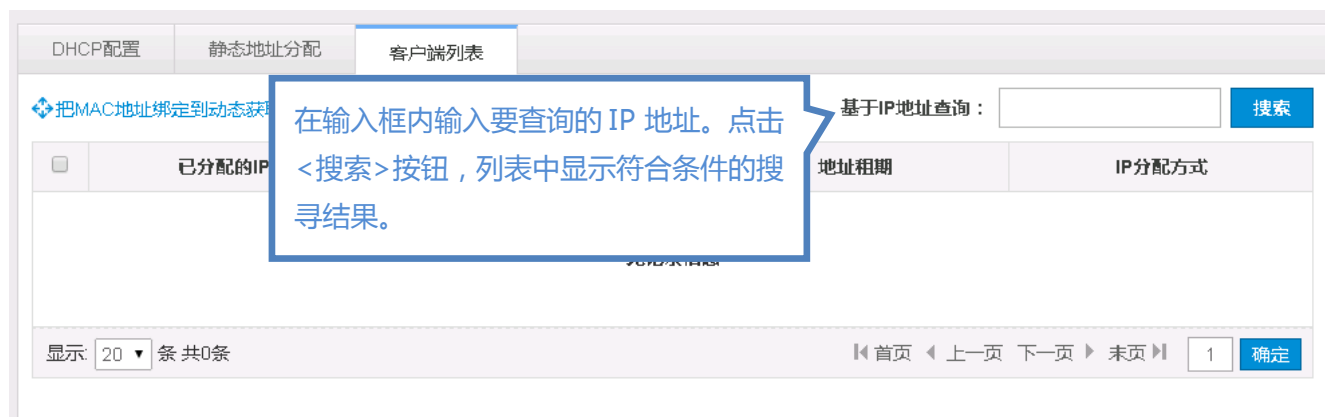 DHCP配置 静态地址分配 客户端列表
把MAC地址绑定到动态获 基于IP地址查询： 搜索
在输入框内输入要查询的 IP 地址。点击
<搜索>按钮，列表中显示符合条件的搜
寻结果。
已分配的IP 地址租期 IP分配方式
显示: 20 条 共0条 首页 上一页 下一页 末页 1 确定